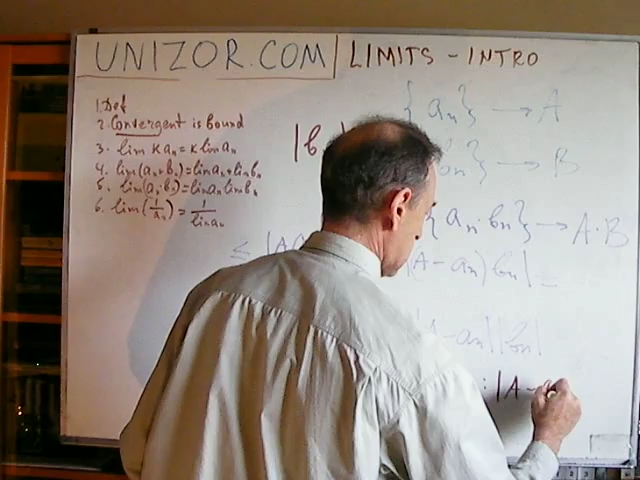 UNIZOR.COM | LIMITS - INTRO
1. Def
2. Convergent is bound
3. lim K aₙ = K lim aₙ
4. lim(aₙ+bₙ)=lim aₙ+lim bₙ
5. lim(aₙ·bₙ)=lim aₙ lim bₙ
6. lim(1/aₙ) = 1/lim aₙ
{aₙ} → A
bₙ} → B
|b
{aₙ·bₙ} → A·B
≤
(A-aₙ)bₙ| =
A-aₙ||bₙ|
: |A -